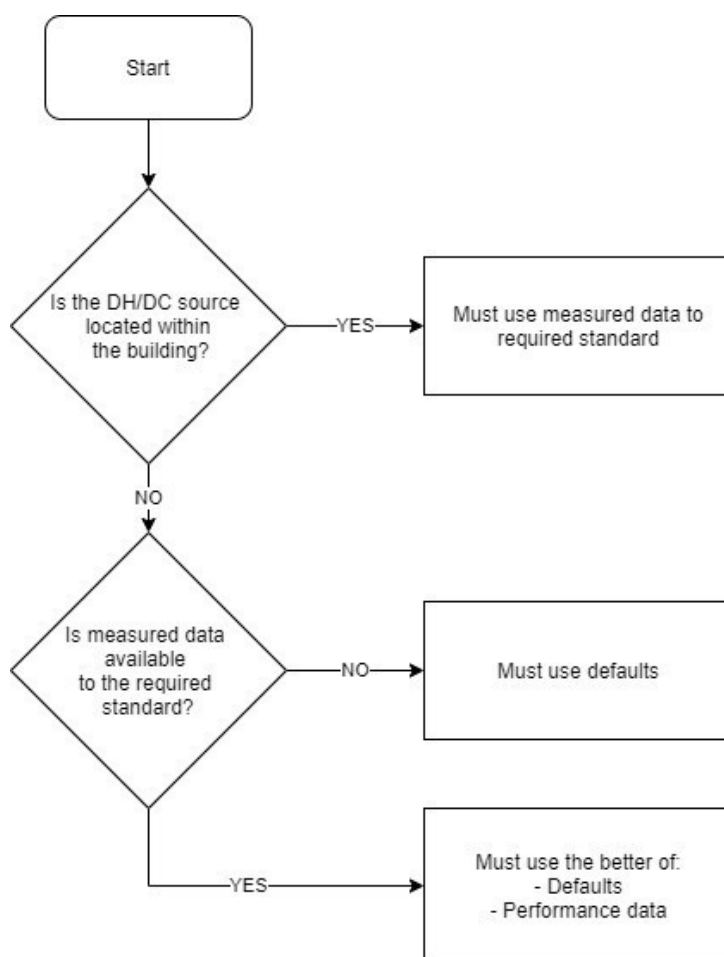 Start
Is the DH/DC source
located within
the building?
YES
Must use measured data to
required standard
NO
Is measured data
available
to the required
standard?
NO
Must use defaults
YES
Must use the better of:
- Defaults
- Performance data